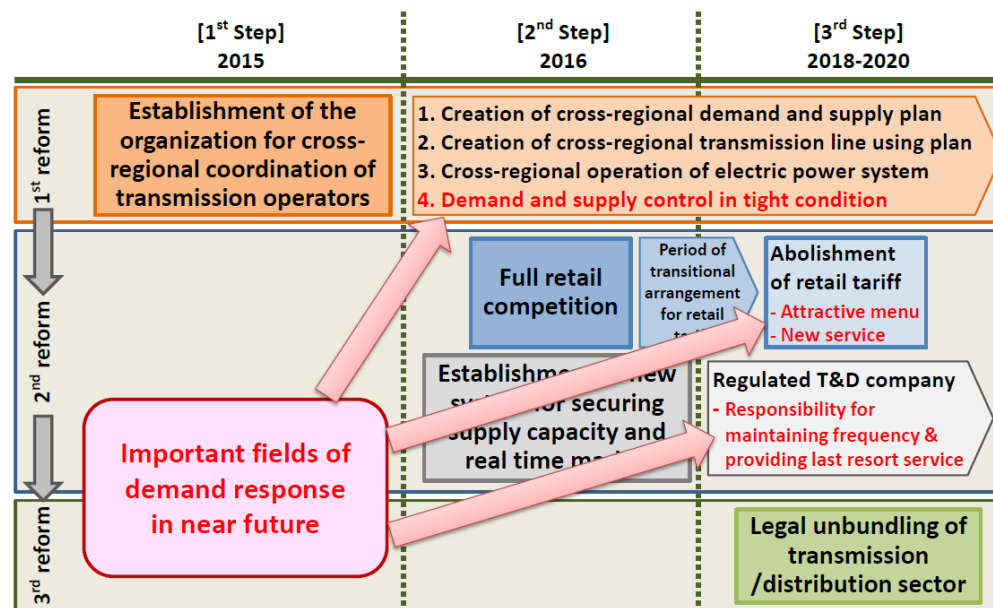 [1st Step]
2015
[2nd Step]
2016
[3rd Step]
2018-2020
1st reform
Establishment of the
organization for cross-
regional coordination of
transmission operators
1. Creation of cross-regional demand and supply plan
2. Creation of cross-regional transmission line using plan
3. Cross-regional operation of electric power system
4. Demand and supply control in tight condition
2nd reform
Full retail
competition
Period of
transitional
arrangement
for retail
Abolishment
of retail tariff
- Attractive menu
- New service
Establishment new
for securing
supply capacity and
real time
Regulated T&D company
- Responsibility for
maintaining frequency &
providing last resort service
Important fields of
demand response
in near future
3rd reform
Legal unbundling of
transmission
/distribution sector